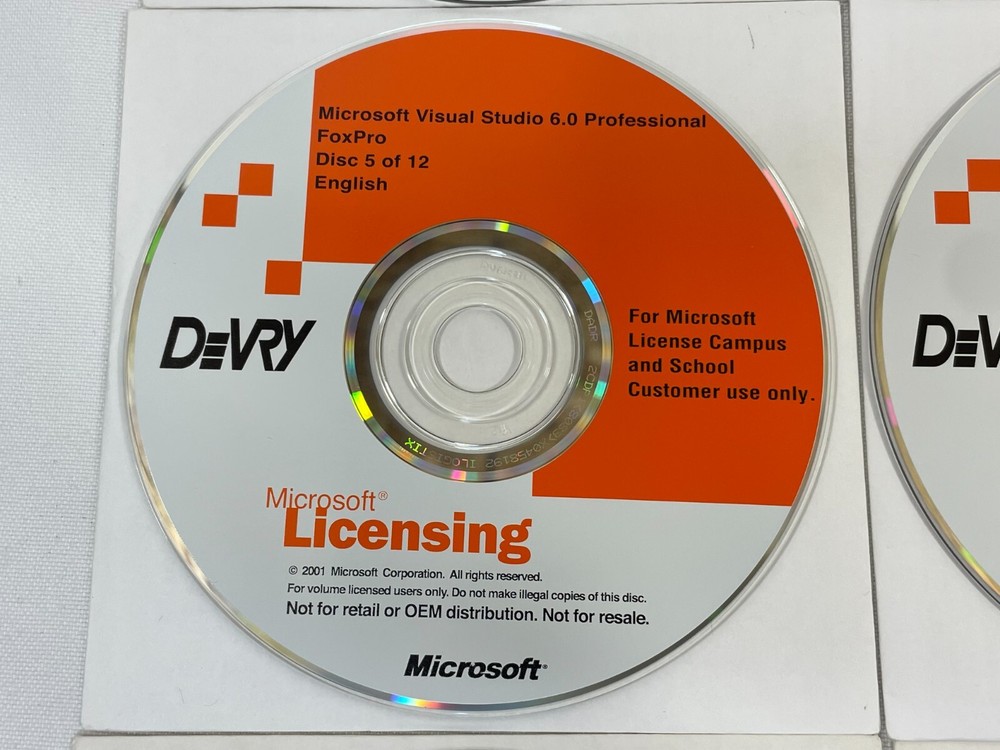 Microsoft Visual Studio 6.0 Professional
FoxPro
Disc 5 of 12
English
DeVRY
For Microsoft
License Campus
and School
Customer use only.
Microsoft®
Licensing
© 2001 Microsoft Corporation. All rights reserved.
For volume licensed users only. Do not make illegal copies of this disc.
Not for retail or OEM distribution. Not for resale.
Microsoft®
DeV